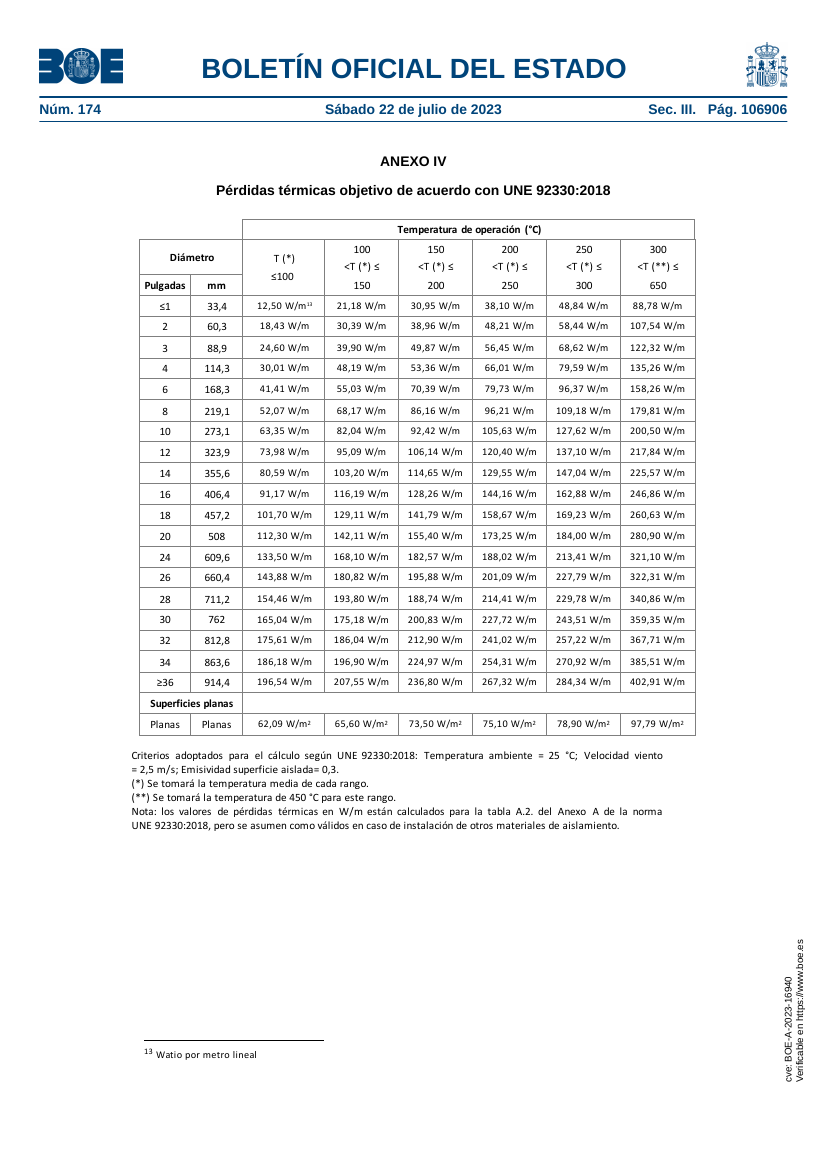 BOE
BOLETÍN OFICIAL DEL ESTADO
Núm. 174 Sábado 22 de julio de 2023 Sec. III. Pág. 106906
ANEXO IV
Pérdidas térmicas objetivo de acuerdo con UNE 92330:2018
Temperatura de operación (°C)
Diámetro T (*) ≤100 100 <T (*) ≤ 150 150 <T (*) ≤ 200 200 <T (*) ≤ 250 250 <T (*) ≤ 300 300 <T (**) ≤ 650
Pulgadas mm
≤1 33,4 12,50 W/m¹³ 21,18 W/m 30,95 W/m 38,10 W/m 48,84 W/m 88,78 W/m
2 60,3 18,43 W/m 30,39 W/m 38,96 W/m 48,21 W/m 58,44 W/m 107,54 W/m
3 88,9 24,60 W/m 39,90 W/m 49,87 W/m 56,45 W/m 68,62 W/m 122,32 W/m
4 114,3 30,01 W/m 48,19 W/m 53,36 W/m 66,01 W/m 79,59 W/m 135,26 W/m
6 168,3 41,41 W/m 55,03 W/m 70,39 W/m 79,73 W/m 96,37 W/m 158,26 W/m
8 219,1 52,07 W/m 68,17 W/m 86,16 W/m 96,21 W/m 109,18 W/m 179,81 W/m
10 273,1 63,35 W/m 82,04 W/m 92,42 W/m 105,63 W/m 127,62 W/m 200,50 W/m
12 323,9 73,98 W/m 95,09 W/m 106,14 W/m 120,40 W/m 137,10 W/m 217,84 W/m
14 355,6 80,59 W/m 103,20 W/m 114,65 W/m 129,55 W/m 147,04 W/m 225,57 W/m
16 406,4 91,17 W/m 116,19 W/m 128,26 W/m 144,16 W/m 162,88 W/m 246,86 W/m
18 457,2 101,70 W/m 129,11 W/m 141,79 W/m 158,67 W/m 169,23 W/m 260,63 W/m
20 508 112,30 W/m 142,11 W/m 155,40 W/m 173,25 W/m 184,00 W/m 280,90 W/m
24 609,6 133,50 W/m 168,10 W/m 182,57 W/m 188,02 W/m 213,41 W/m 321,10 W/m
26 660,4 143,88 W/m 180,82 W/m 195,88 W/m 201,09 W/m 227,79 W/m 322,31 W/m
28 711,2 154,46 W/m 193,80 W/m 188,74 W/m 214,41 W/m 229,78 W/m 340,86 W/m
30 762 165,04 W/m 175,18 W/m 200,83 W/m 227,72 W/m 243,51 W/m 359,35 W/m
32 812,8 175,61 W/m 186,04 W/m 212,90 W/m 241,02 W/m 257,22 W/m 367,71 W/m
34 863,6 186,18 W/m 196,90 W/m 224,97 W/m 254,31 W/m 270,92 W/m 385,51 W/m
≥36 914,4 196,54 W/m 207,55 W/m 236,80 W/m 267,32 W/m 284,34 W/m 402,91 W/m
Superficies planas
Planas Planas 62,09 W/m² 65,60 W/m² 73,50 W/m² 75,10 W/m² 78,90 W/m² 97,79 W/m²
Criterios adoptados para el cálculo según UNE 92330:2018: Temperatura ambiente = 25 °C; Velocidad viento
= 2,5 m/s; Emisividad superficie aislada= 0,3.
(*) Se tomará la temperatura media de cada rango.
(**) Se tomará la temperatura de 450 °C para este rango.
Nota: los valores de pérdidas térmicas en W/m están calculados para la tabla A.2. del Anexo A de la norma
UNE 92330:2018, pero se asumen como válidos en caso de instalación de otros materiales de aislamiento.
¹³ Watio por metro lineal
cve: BOE-A-2023-16940
Verificable en https://www.boe.es